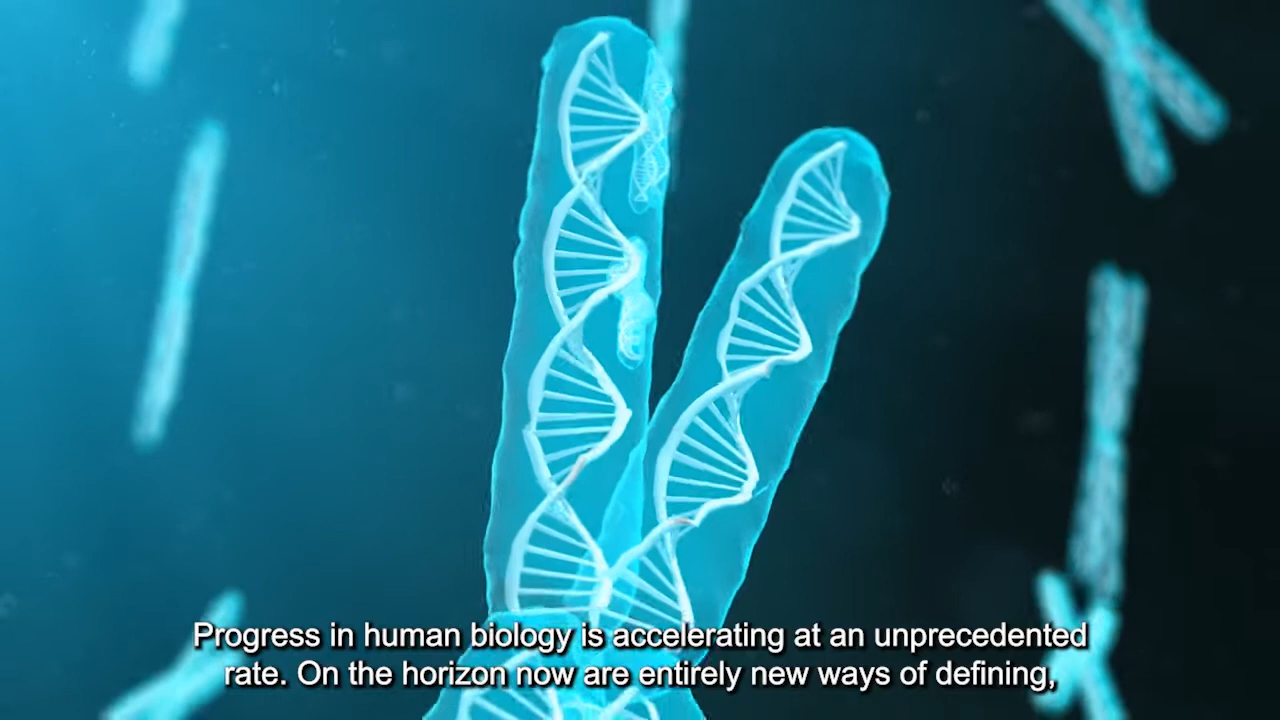 Progress in human biology is accelerating at an unprecedented
rate. On the horizon now are entirely new ways of defining,